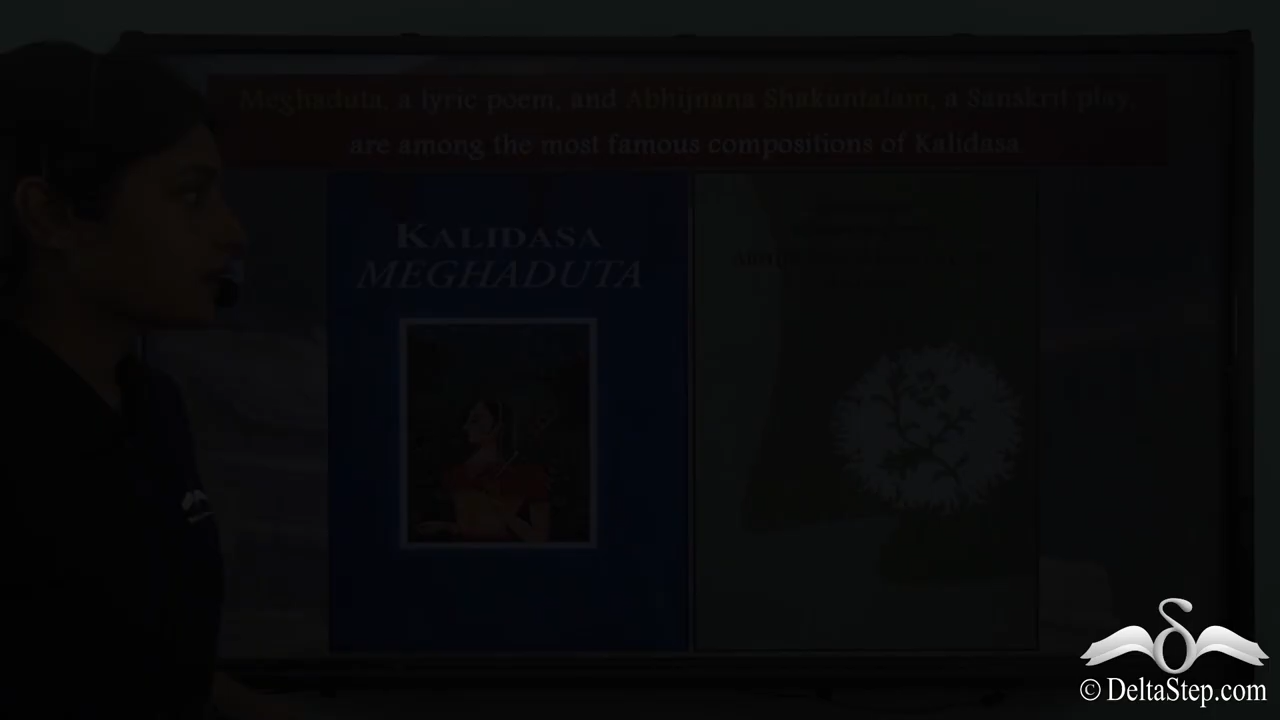 Meghaduta, a lyric poem, and Abhijnana Shakuntalam, a Sanskrit play,
are among the most famous compositions of Kalidasa
KALIDASA
MEGHADUTA
© DeltaStep.com